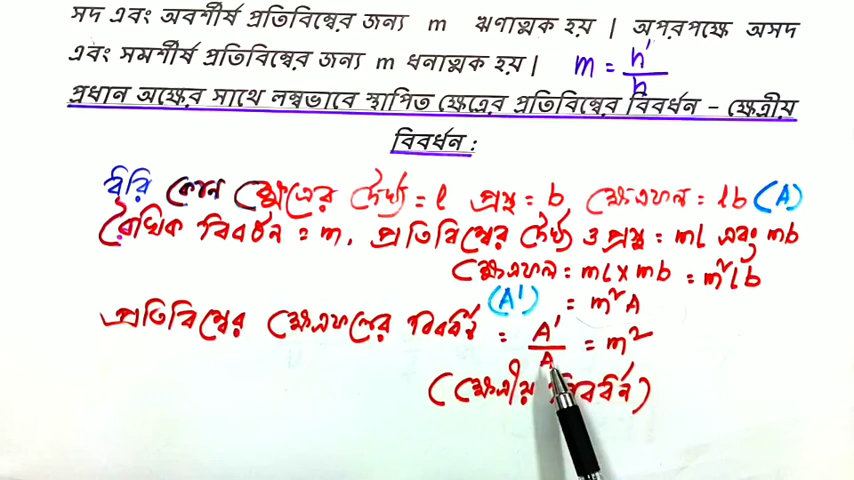 সদ এবং অবশীর্ষ প্রতিবিম্বের জন্য m ঋণাত্মক হয় | অপরপক্ষে অসদ
এবং সমশীর্ষ প্রতিবিম্বের জন্য m ধনাত্মক হয় | m = h'/h
প্রধান অক্ষের সাথে লম্বভাবে স্থাপিত ক্ষেত্রের প্রতিবিম্বের বিবর্ধন – ক্ষেত্রীয়
বিবর্ধন :
ধরি কোন ক্ষেত্রের দৈর্ঘ্য = l প্রস্থ = b, ক্ষেত্রফল = lb (A)
রৈখিক বিবর্ধন = m, প্রতিবিম্বের দৈর্ঘ্য ও প্রস্থ = ml এবং mb
ক্ষেত্রফল = ml × mb = m²lb
(A') = m²A
প্রতিবিম্বের ক্ষেত্রফলের বিবর্ধন = A'/A = m²
(ক্ষেত্রীয় বিবর্ধন)